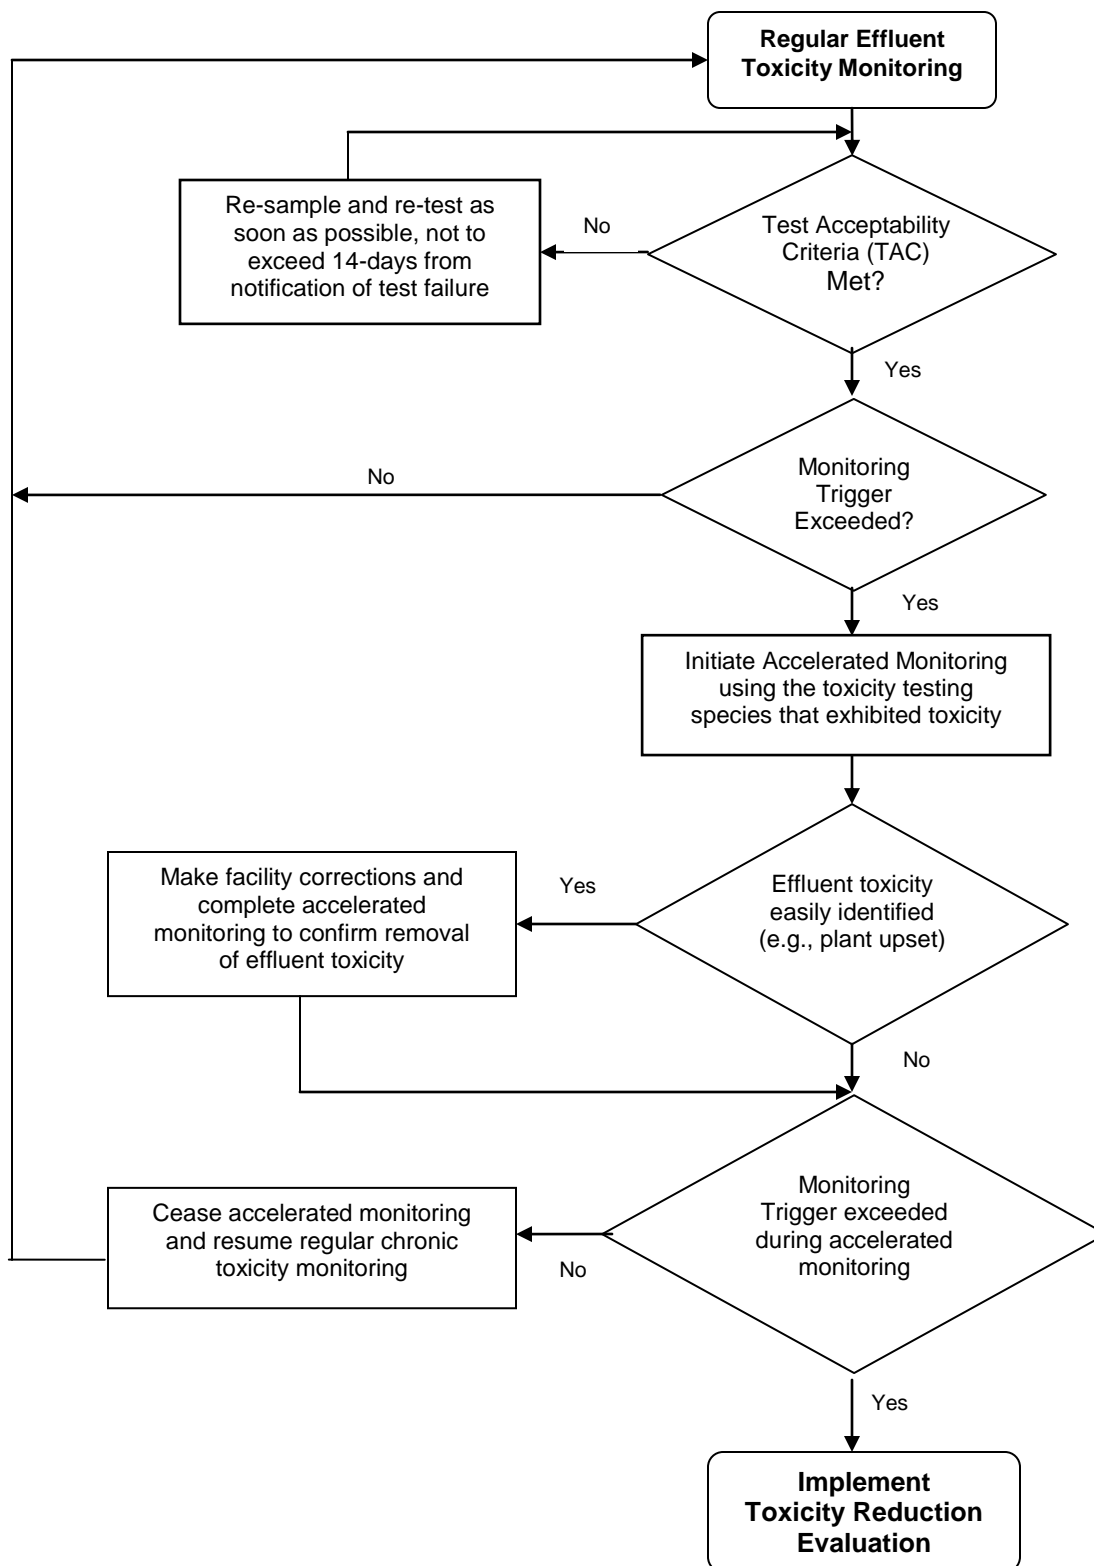 Regular Effluent
Toxicity Monitoring
Re-sample and re-test as
soon as possible, not to
exceed 14-days from
notification of test failure
No
Test Acceptability
Criteria (TAC)
Met?
Yes
No
Monitoring
Trigger
Exceeded?
Yes
Initiate Accelerated Monitoring
using the toxicity testing
species that exhibited toxicity
Make facility corrections and
complete accelerated
monitoring to confirm removal
of effluent toxicity
Yes
Effluent toxicity
easily identified
(e.g., plant upset)
No
Cease accelerated monitoring
and resume regular chronic
toxicity monitoring
No
Monitoring
Trigger exceeded
during accelerated
monitoring
Yes
Implement
Toxicity Reduction
Evaluation